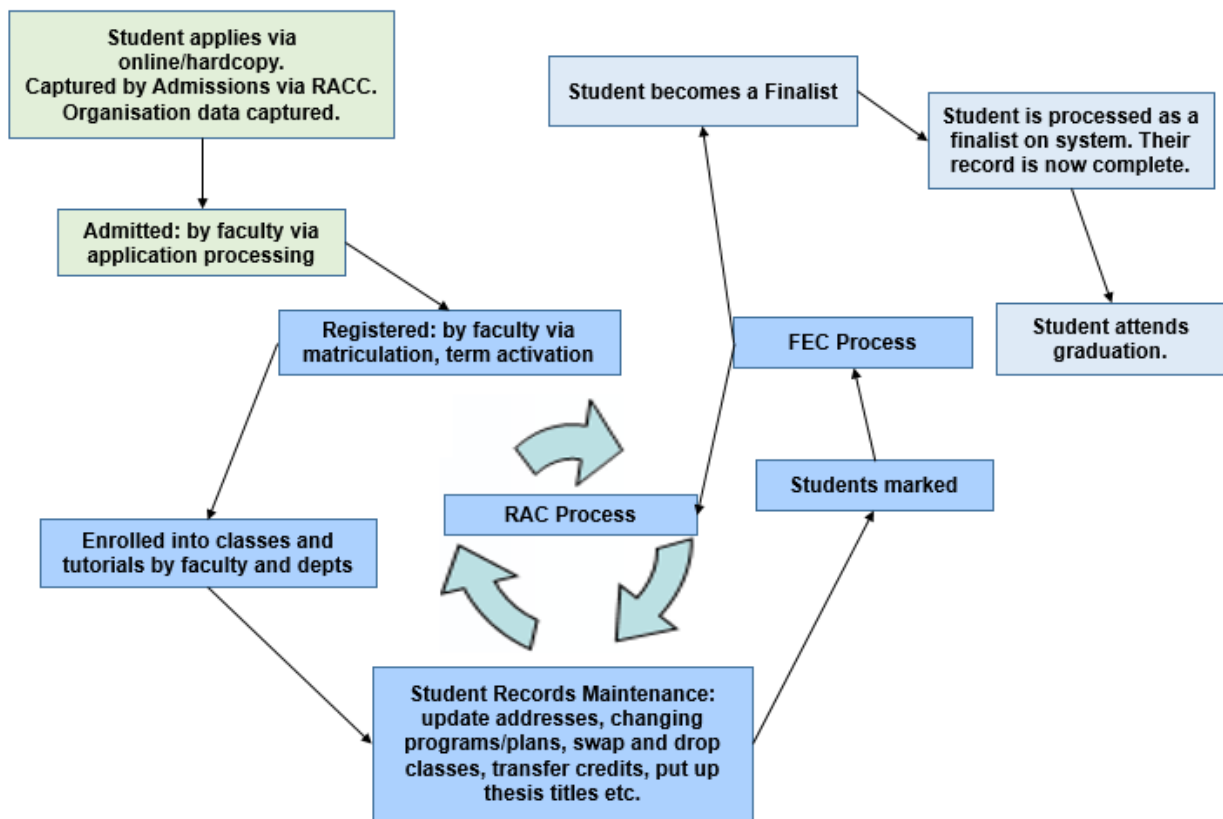 Student applies via
online/hardcopy.
Captured by Admissions via RACC.
Organisation data captured.
Admitted: by faculty via
application processing
Registered: by faculty via
matriculation, term activation
Enrolled into classes and
tutorials by faculty and depts
Student Records Maintenance:
update addresses, changing
programs/plans, swap and drop
classes, transfer credits, put up
thesis titles etc.
RAC Process
Students marked
FEC Process
Student becomes a Finalist
Student is processed as a
finalist on system. Their
record is now complete.
Student attends
graduation.